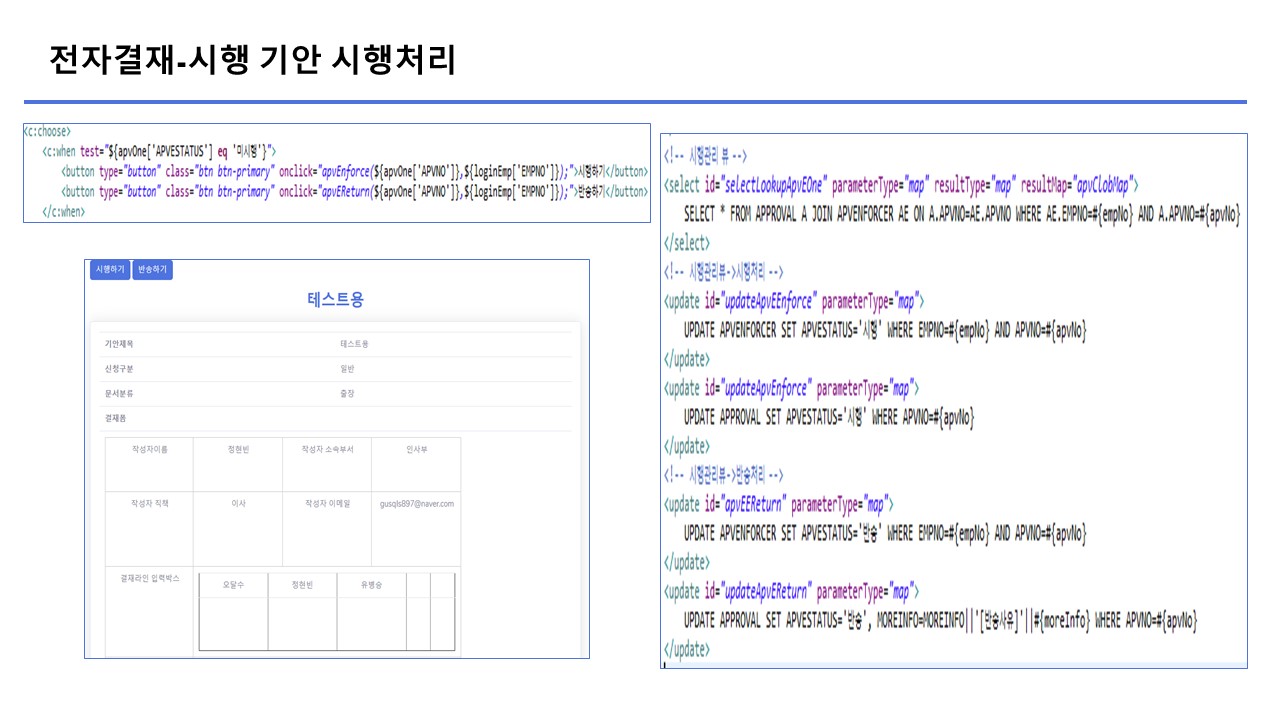 전자결재-시행 기안 시행처리
<c:choose>
<c:when test="${apvOne['APVESTATUS'] eq '미시행'}">
<button type="button" class="btn btn-primary" onclick="apvEnforce(${apvOne['APVNO']},${loginEmp['EMPNO']});">시행하기</button>
<button type="button" class="btn btn-primary" onclick="apvEReturn(${apvOne['APVNO']},${loginEmp['EMPNO']});">반송하기</button>
</c:when>
시행하기 반송하기
테스트용
기안제목 테스트용
신청구분 일반
문서분류 출장
결재폼
작성자이름 정현빈 작성자 소속부서 인사부
작성자 직책 이사 작성자 이메일 gusqls897@naver.com
결재라인 입력박스 오달수 정현빈 유병승
<!-- 시행관리 뷰 -->
<select id="selectLookupApvEOne" parameterType="map" resultType="map" resultMap="apvClobMap">
SELECT * FROM APPROVAL A JOIN APVENFORCER AE ON A.APVNO=AE.APVNO WHERE AE.EMPNO=#{empNo} AND A.APVNO=#{apvNo}
</select>
<!-- 시행관리뷰->시행처리 -->
<update id="updateApvEEnforce" parameterType="map">
UPDATE APVENFORCER SET APVESTATUS='시행' WHERE EMPNO=#{empNo} AND APVNO=#{apvNo}
</update>
<update id="updateApvEnforce" parameterType="map">
UPDATE APPROVAL SET APVESTATUS='시행' WHERE APVNO=#{apvNo}
</update>
<!-- 시행관리뷰->반송처리 -->
<update id="apvEEReturn" parameterType="map">
UPDATE APVENFORCER SET APVESTATUS='반송' WHERE EMPNO=#{empNo} AND APVNO=#{apvNo}
</update>
<update id="updateApvEReturn" parameterType="map">
UPDATE APPROVAL SET APVESTATUS='반송', MOREINFO=MOREINFO||'[반송사유]'||#{moreInfo} WHERE APVNO=#{apvNo}
</update>